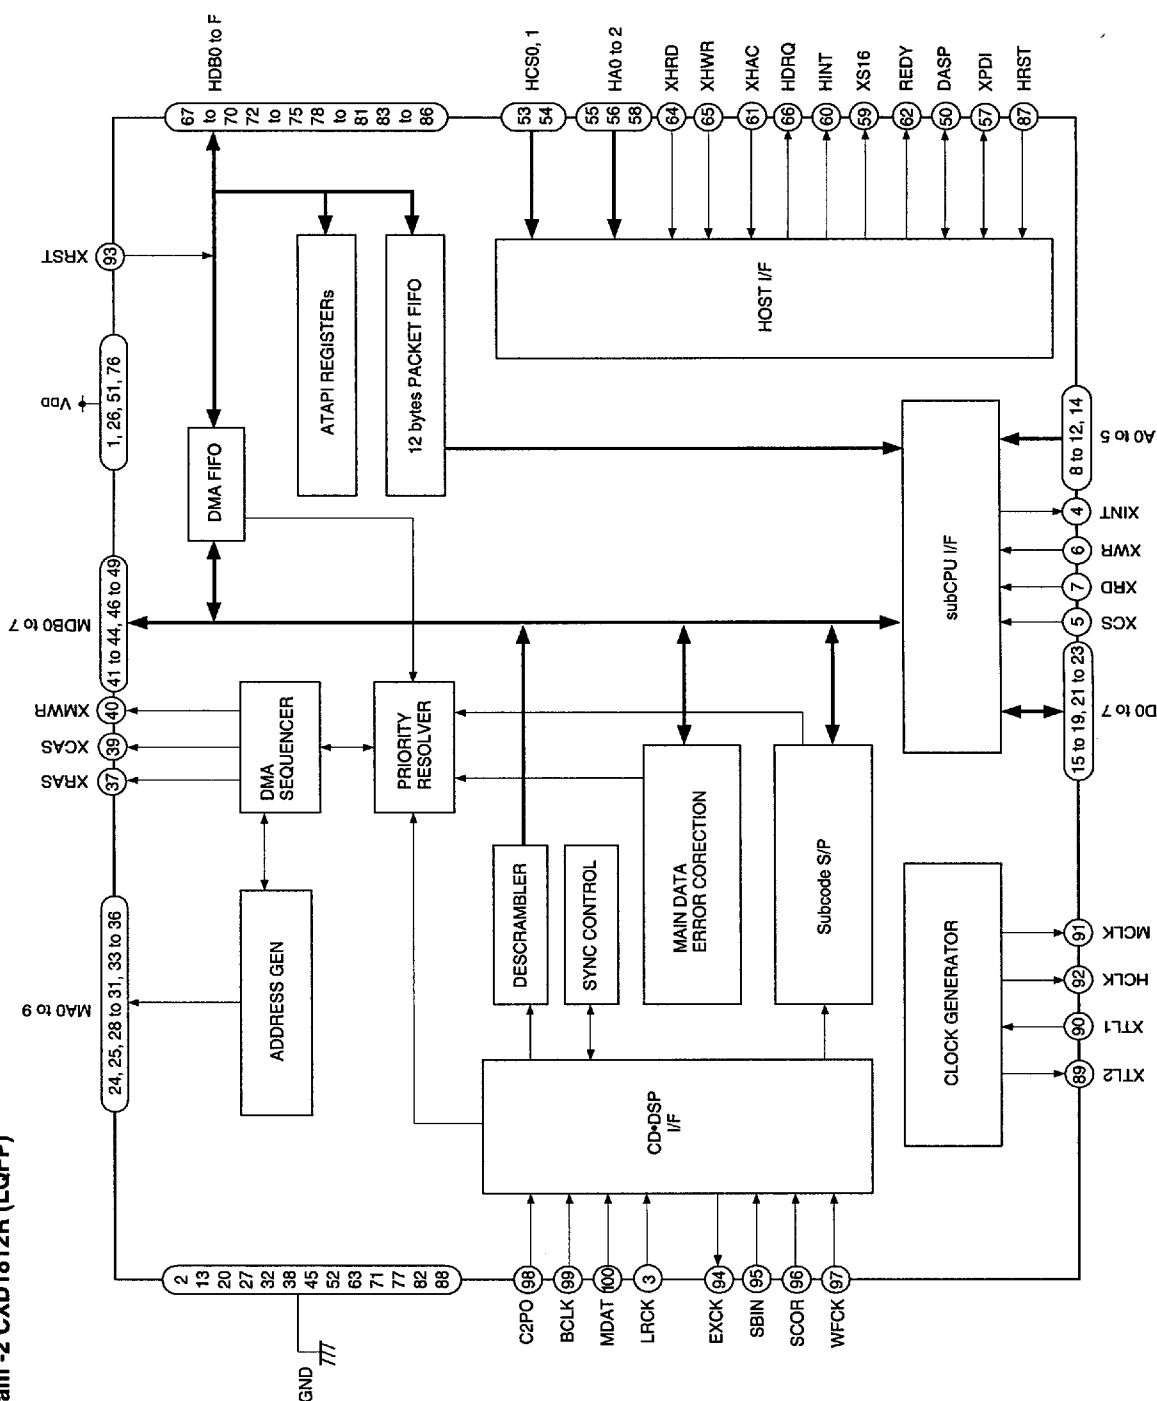 am -2 CXD1812R (LQFP)
HDB0 to F
HCS0, 1
HA0 to 2
XHRD
XHWR
XHAC
HDRQ
HINT
XS16
REDY
DASP
XPDI
HRST
67
to
70
72
to
75
78
to
81
83
to
86
53
54
55
56
58
64
65
61
66
60
59
62
50
57
87
XRST
93
VDD
1, 26, 51, 76
MDB0 to 7
41 to 44, 46 to 49
XMWR
40
XCAS
39
XRAS
37
MA0 to 9
24, 25, 28 to 31, 33 to 36
DMA FIFO
ATAPI REGISTERs
12 bytes PACKET FIFO
HOST I/F
DMA
SEQUENCER
PRIORITY
RESOLVER
ADDRESS GEN
DESCRAMBLER
SYNC CONTROL
MAIN DATA
ERROR CORECTION
Subcode S/P
subCPU I/F
CLOCK GENERATOR
CD•DSP
I/F
8 to 12, 14
A0 to 5
4
XINT
6
XWR
7
XRD
5
XCS
15 to 19, 21 to 23
D0 to 7
91
MCLK
92
HCLK
90
XTL1
89
XTL2
2
13
20
27
32
38
45
52
63
71
77
82
88
GND
98
C2PO
99
BCLK
100
MDAT
3
LRCK
94
EXCK
95
SBIN
96
SCOR
97
WFCK